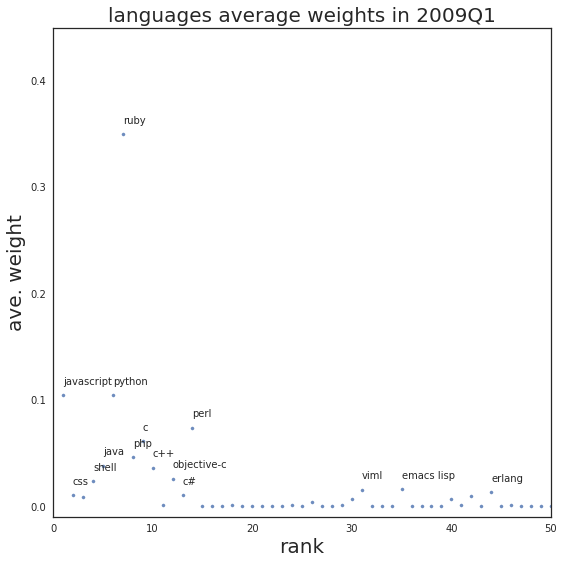 languages average weights in 2009Q1
ave. weight
0.4
0.3
0.2
0.1
0.0
ruby
javascript
python
perl
c
php
java
c++
shell
objective-c
css
c#
viml
emacs lisp
erlang
0
10
20
30
40
50
rank